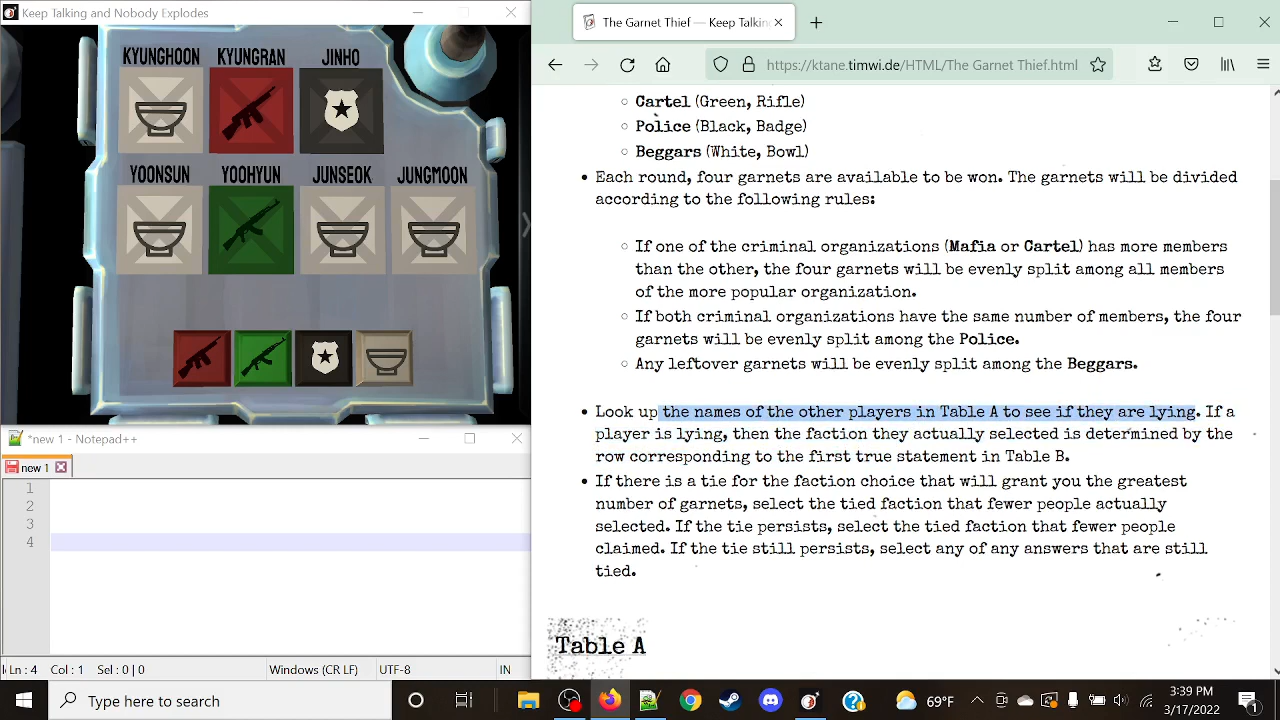 Keep Talking and Nobody Explodes
KYUNGHOON KYUNGRAN JINHO
YOONSUN YOOHYUN JUNSEOK JUNGMOON
*new 1 - Notepad++
new 1
1
2
3
4
Ln : 4 Col : 1 Sel : 0 | 0 Windows (CR LF) UTF-8 IN
The Garnet Thief — Keep Talkin
https://ktane.timwi.de/HTML/The Garnet Thief.html
Cartel (Green, Rifle)
Police (Black, Badge)
Beggars (White, Bowl)
Each round, four garnets are available to be won. The garnets will be divided
according to the following rules:
If one of the criminal organizations (Mafia or Cartel) has more members
than the other, the four garnets will be evenly split among all members
of the more popular organization.
If both criminal organizations have the same number of members, the four
garnets will be evenly split among the Police.
Any leftover garnets will be evenly split among the Beggars.
Look up the names of the other players in Table A to see if they are lying. If a
player is lying, then the faction they actually selected is determined by the
row corresponding to the first true statement in Table B.
If there is a tie for the faction choice that will grant you the greatest
number of garnets, select the tied faction that fewer people actually
selected. If the tie persists, select the tied faction that fewer people
claimed. If the tie still persists, select any of any answers that are still
tied.
Table A
Type here to search
69°F
3:39 PM
3/17/2022
1